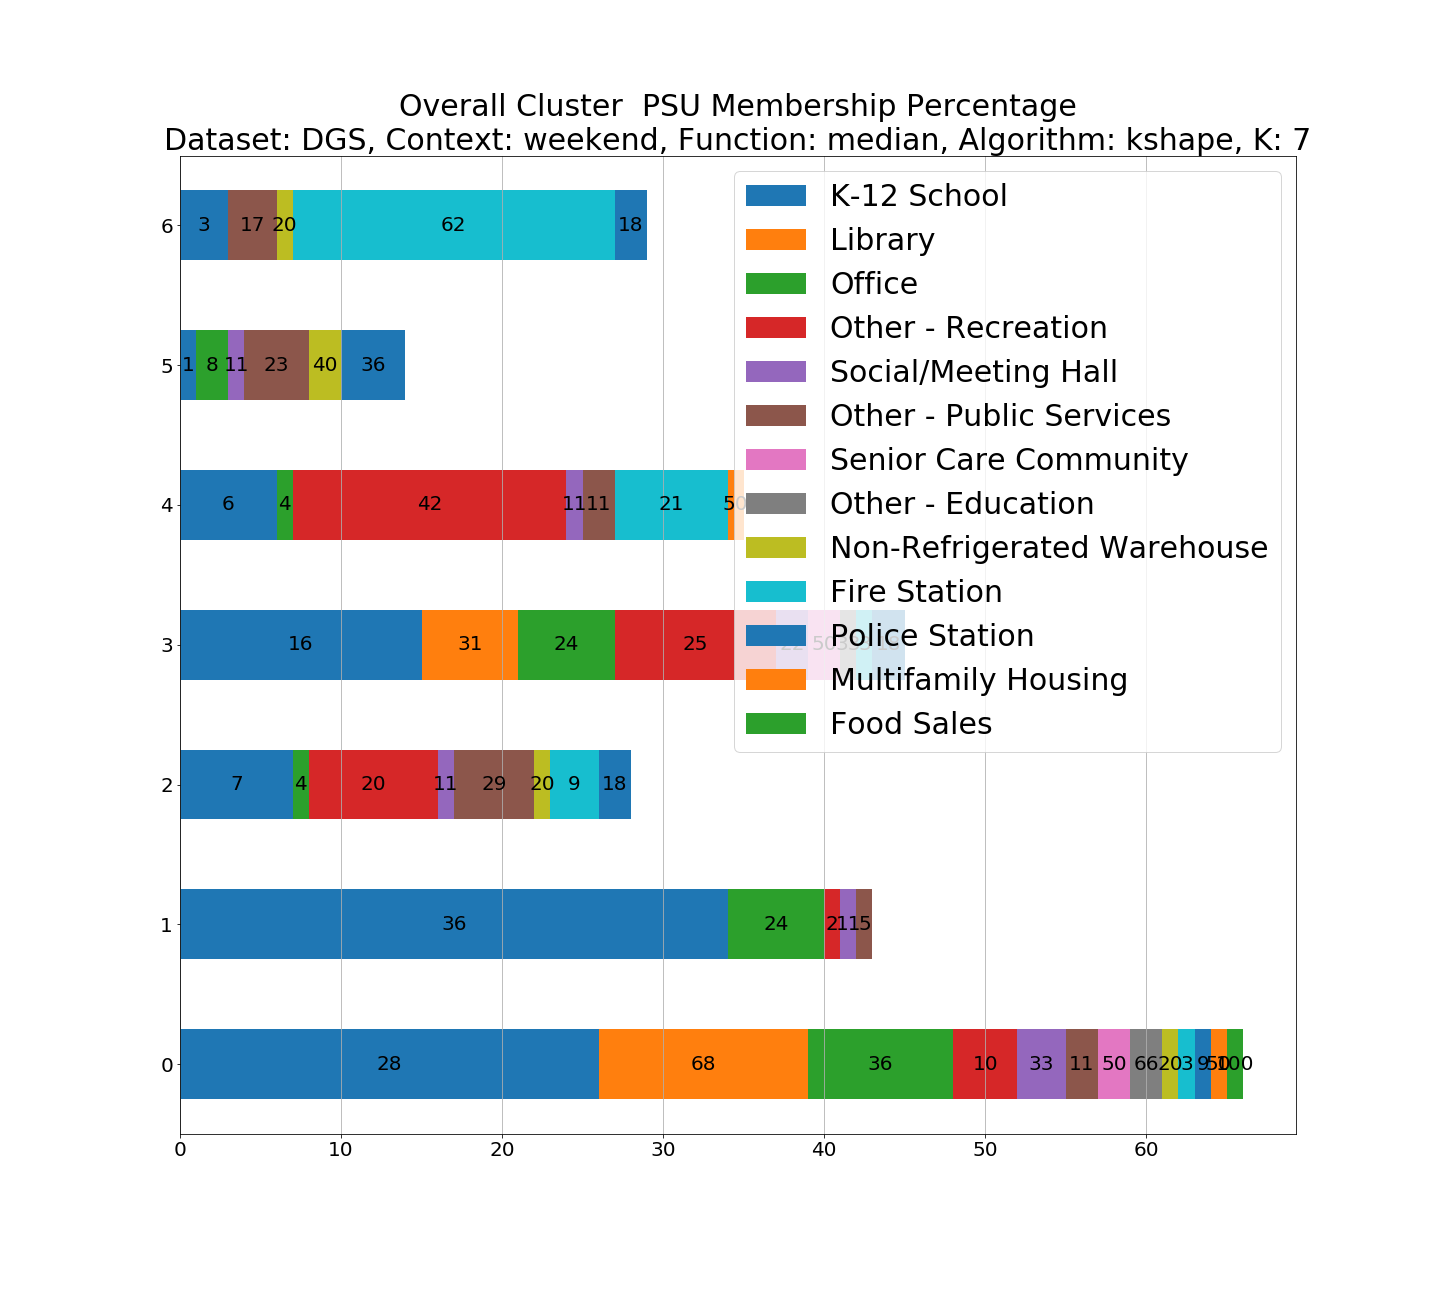 Overall Cluster  PSU Membership Percentage
Dataset: DGS, Context: weekend, Function: median, Algorithm: kshape, K: 7
K-12 School
Library
Office
Other - Recreation
Social/Meeting Hall
Other - Public Services
Senior Care Community
Other - Education
Non-Refrigerated Warehouse
Fire Station
Police Station
Multifamily Housing
Food Sales
6 3 17 20 62 18
5 1 8 11 23 40 36
4 6 4 42 11 11 21 50
3 16 31 24 25 22 50
2 7 4 20 11 29 20 9 18
1 36 24 2 11 5
0 28 68 36 10 33 11 50 66 20 3 9 50 100
0 10 20 30 40 50 60